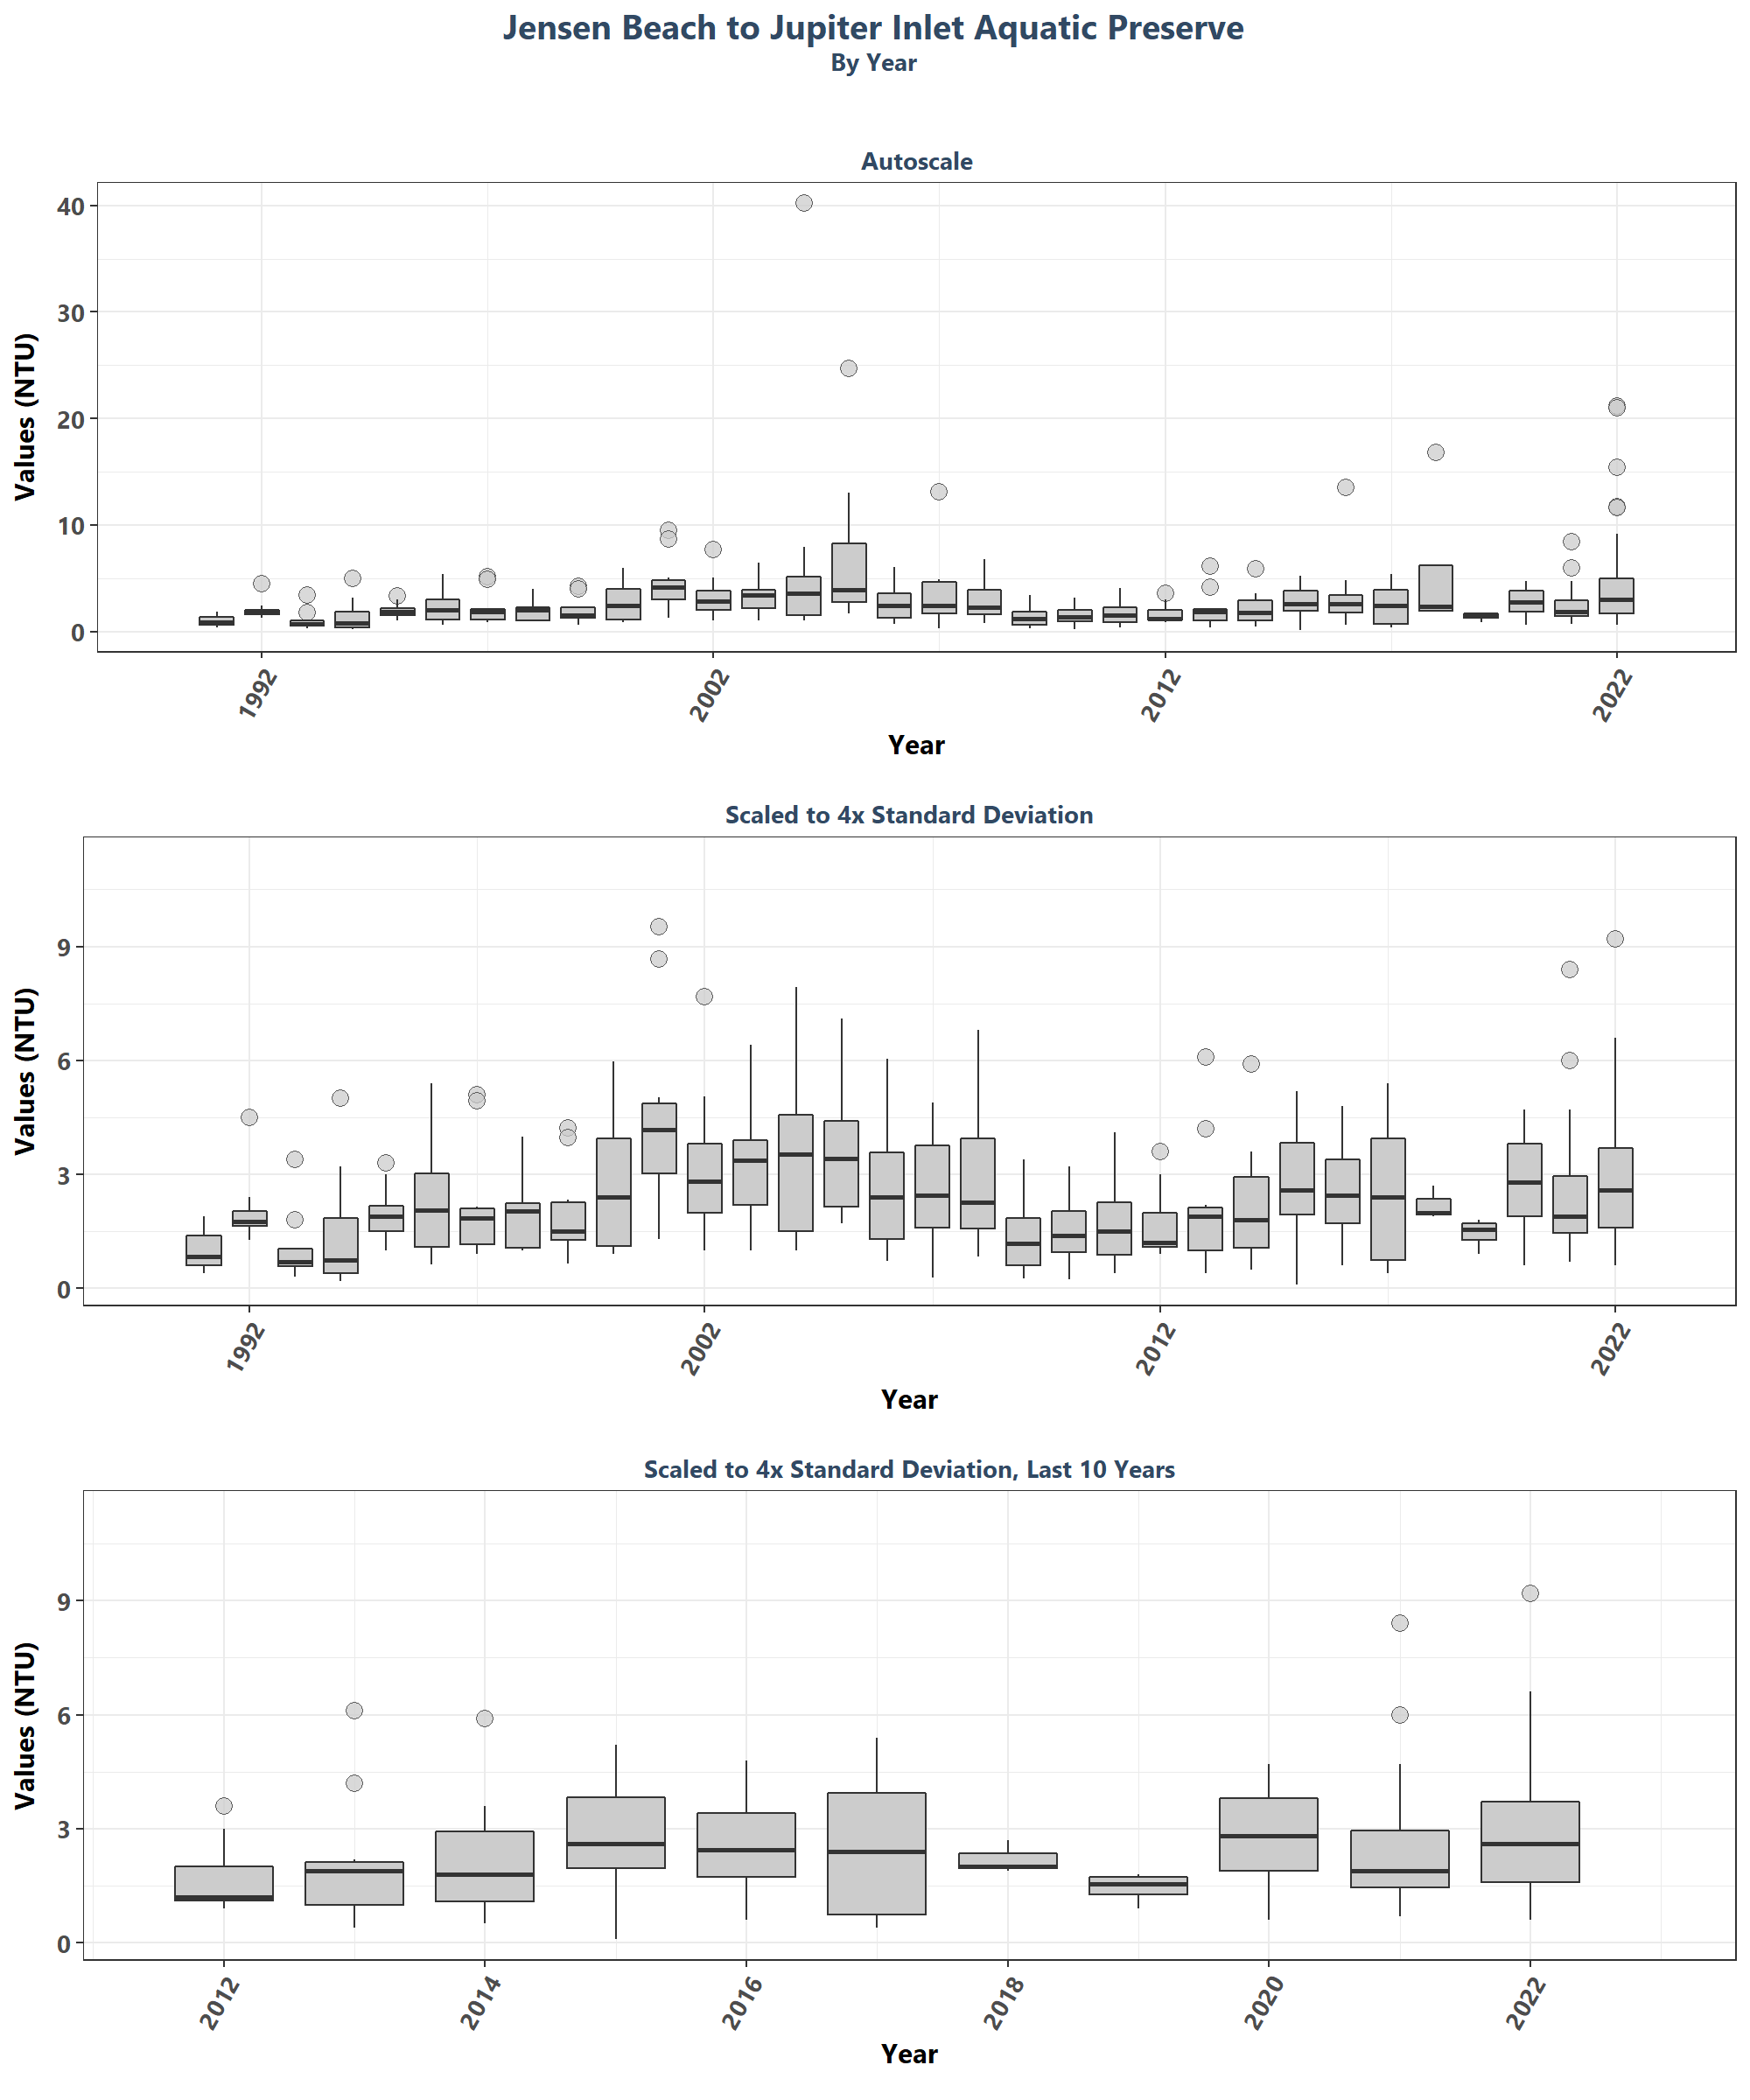 Jensen Beach to Jupiter Inlet Aquatic Preserve
By Year
Autoscale
Values (NTU)
40
30
20
10
0
1992
2002
2012
2022
Year
Scaled to 4x Standard Deviation
Values (NTU)
9
6
3
0
1992
2002
2012
2022
Year
Scaled to 4x Standard Deviation, Last 10 Years
Values (NTU)
9
6
3
0
2012
2014
2016
2018
2020
2022
Year